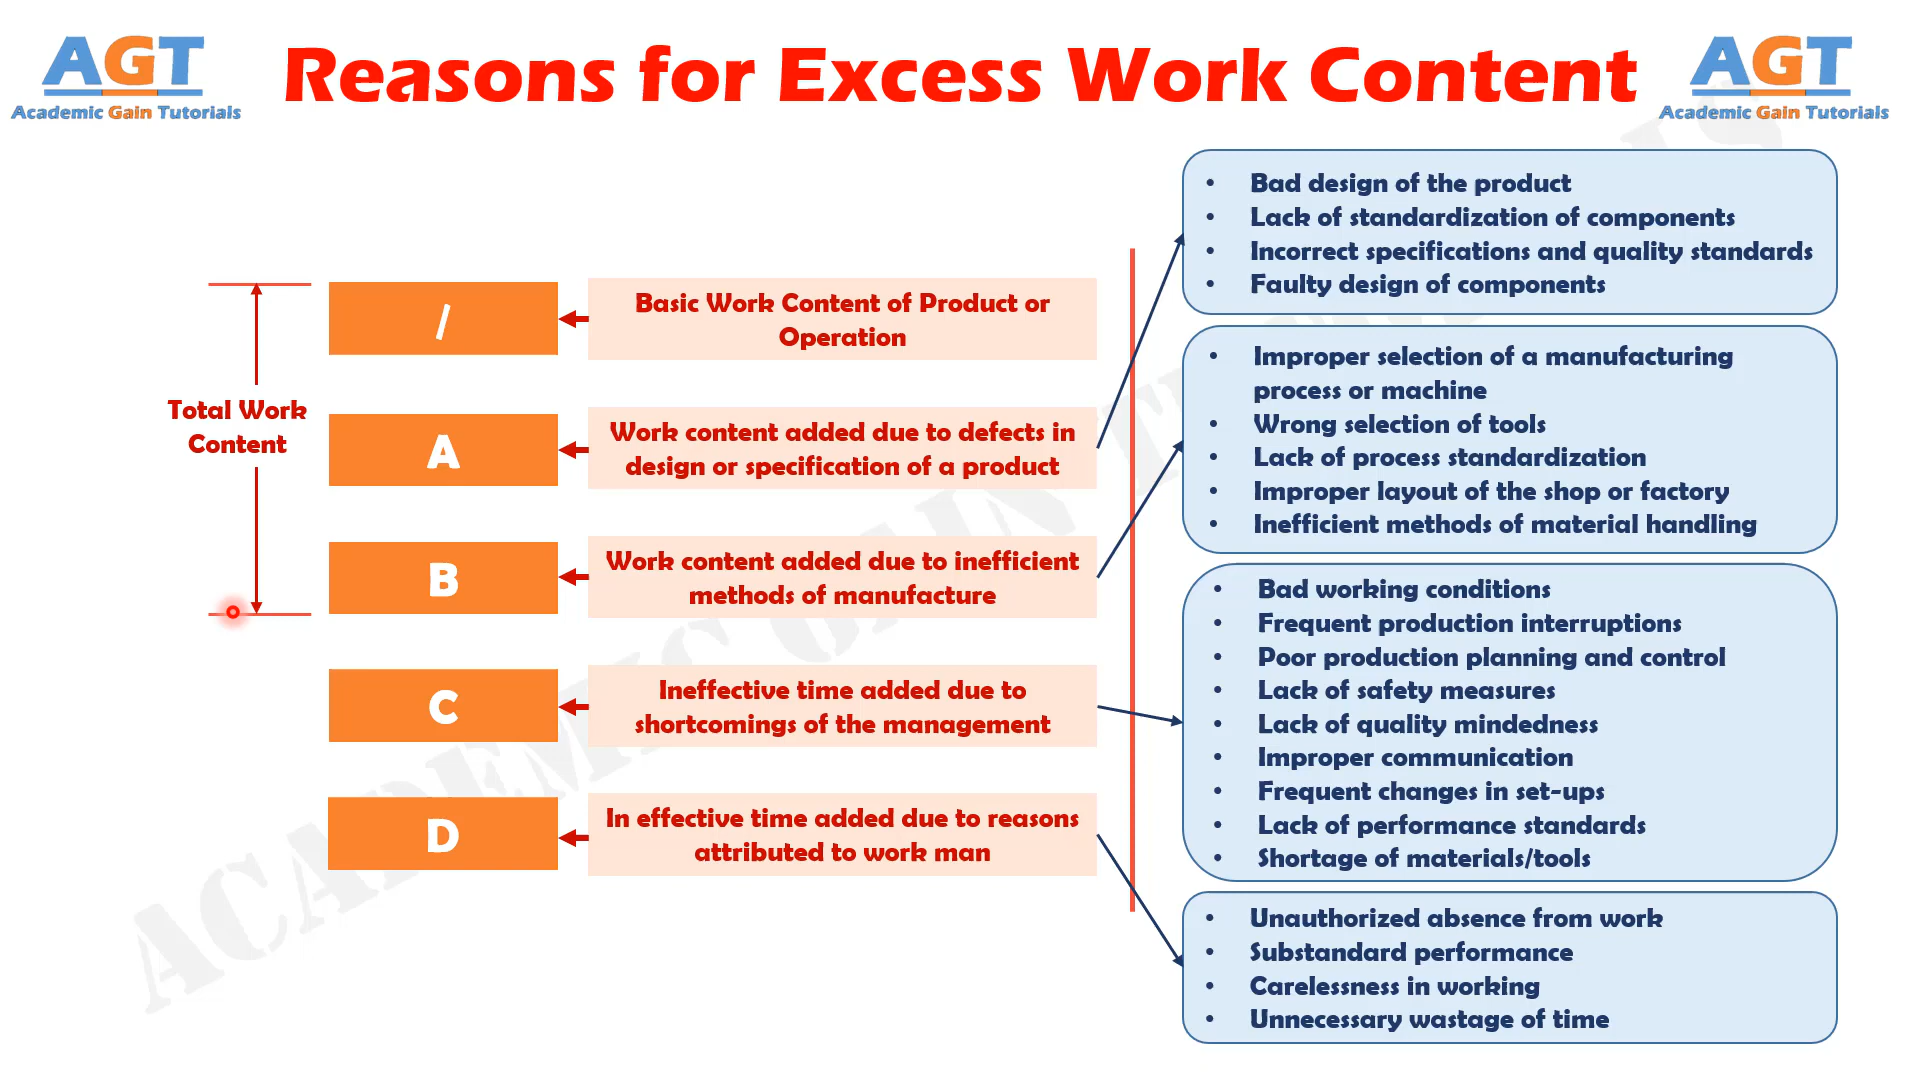 AGT
Academic Gain Tutorials
Reasons for Excess Work Content
AGT
Academic Gain Tutorials
Total Work
Content
/
Basic Work Content of Product or
Operation
A
Work content added due to defects in
design or specification of a product
B
Work content added due to inefficient
methods of manufacture
C
Ineffective time added due to
shortcomings of the management
D
In effective time added due to reasons
attributed to work man
• Bad design of the product
• Lack of standardization of components
• Incorrect specifications and quality standards
• Faulty design of components
• Improper selection of a manufacturing
process or machine
• Wrong selection of tools
• Lack of process standardization
• Improper layout of the shop or factory
• Inefficient methods of material handling
• Bad working conditions
• Frequent production interruptions
• Poor production planning and control
• Lack of safety measures
• Lack of quality mindedness
• Improper communication
• Frequent changes in set-ups
• Lack of performance standards
• Shortage of materials/tools
• Unauthorized absence from work
• Substandard performance
• Carelessness in working
• Unnecessary wastage of time